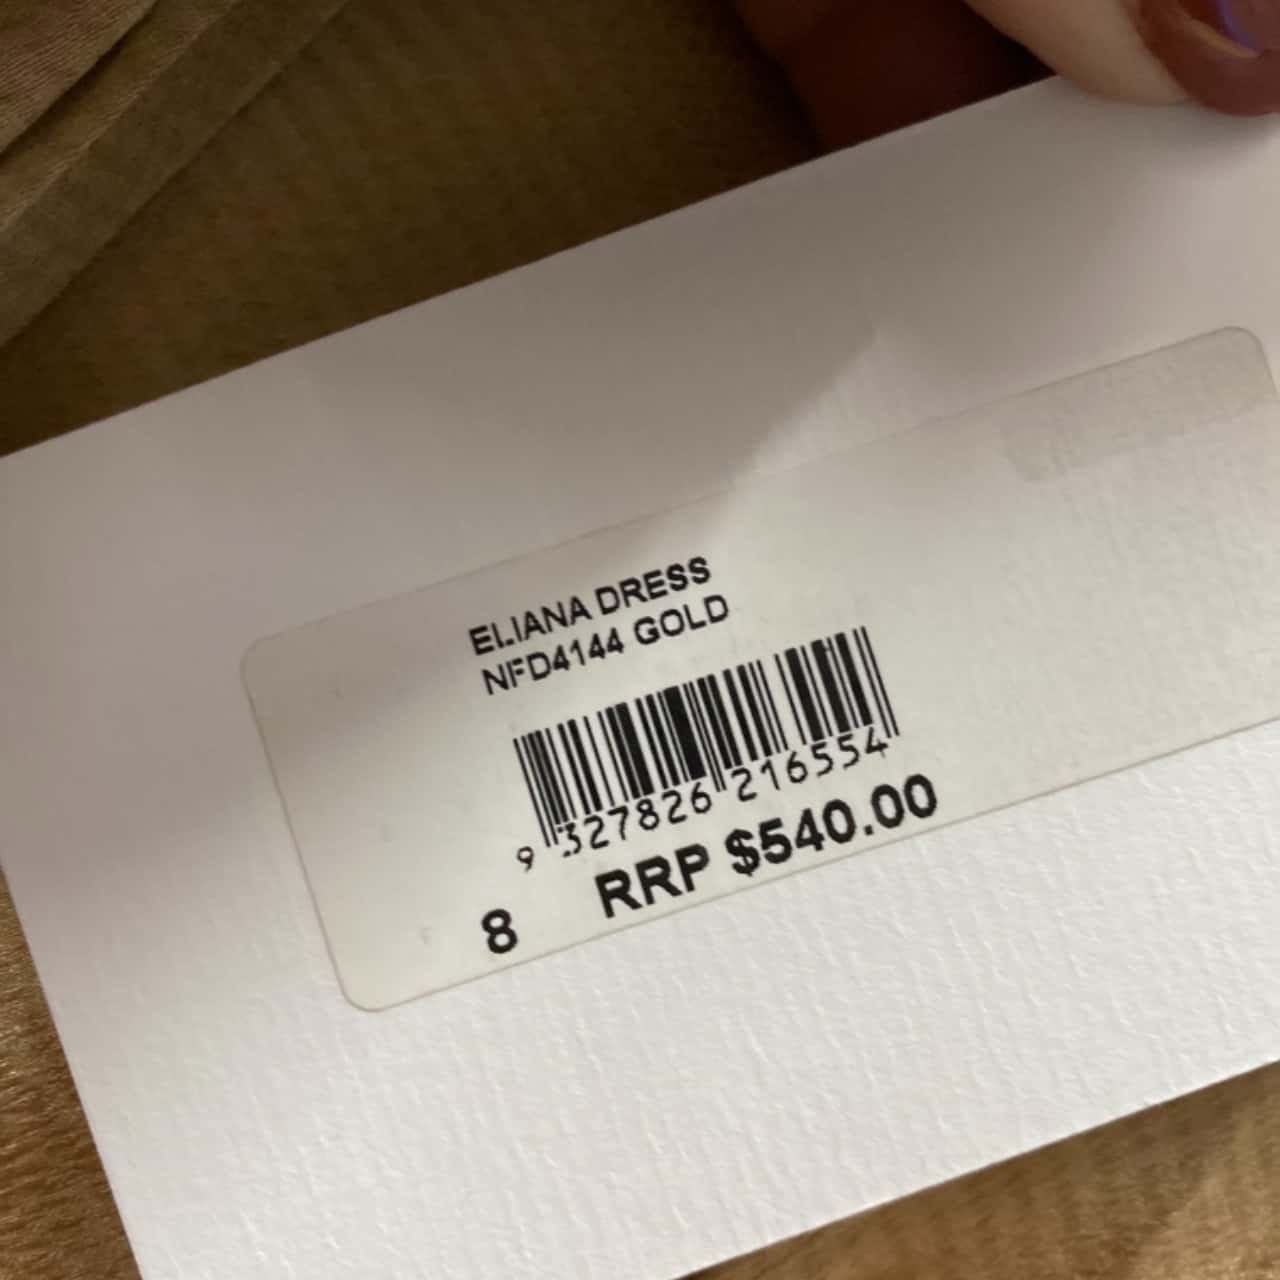 ELIANA DRESS
NFD4144 GOLD
9 327826 216554
8 RRP $540.00